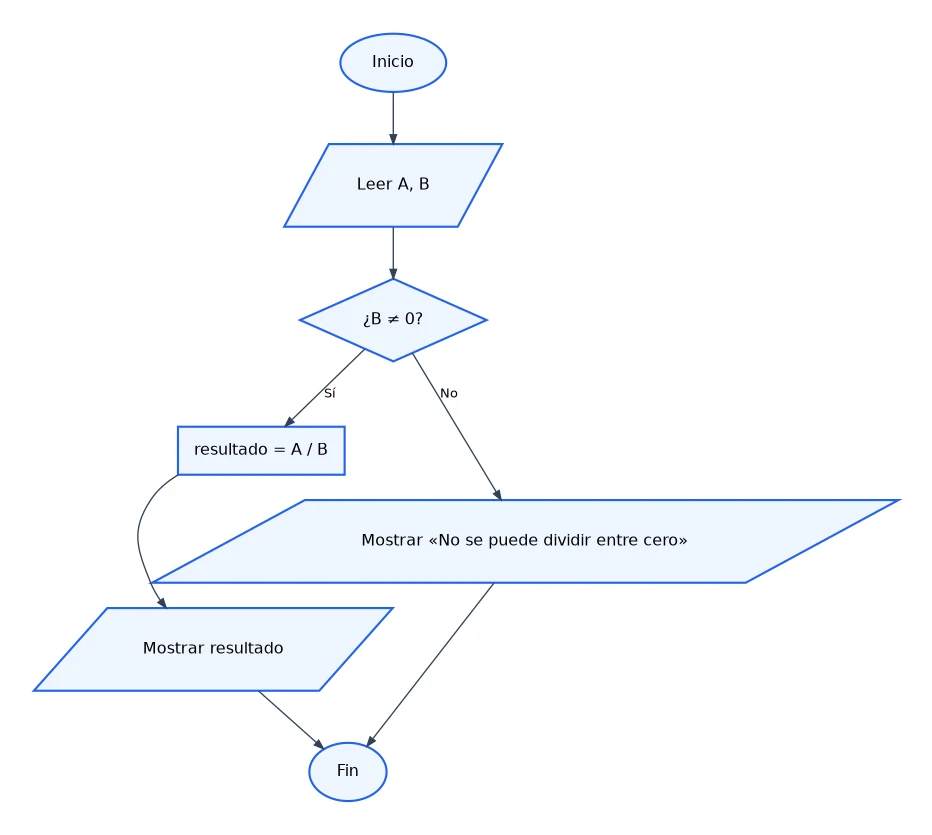 Inicio
Leer A, B
¿B ≠ 0?
Sí
No
resultado = A / B
Mostrar «No se puede dividir entre cero»
Mostrar resultado
Fin